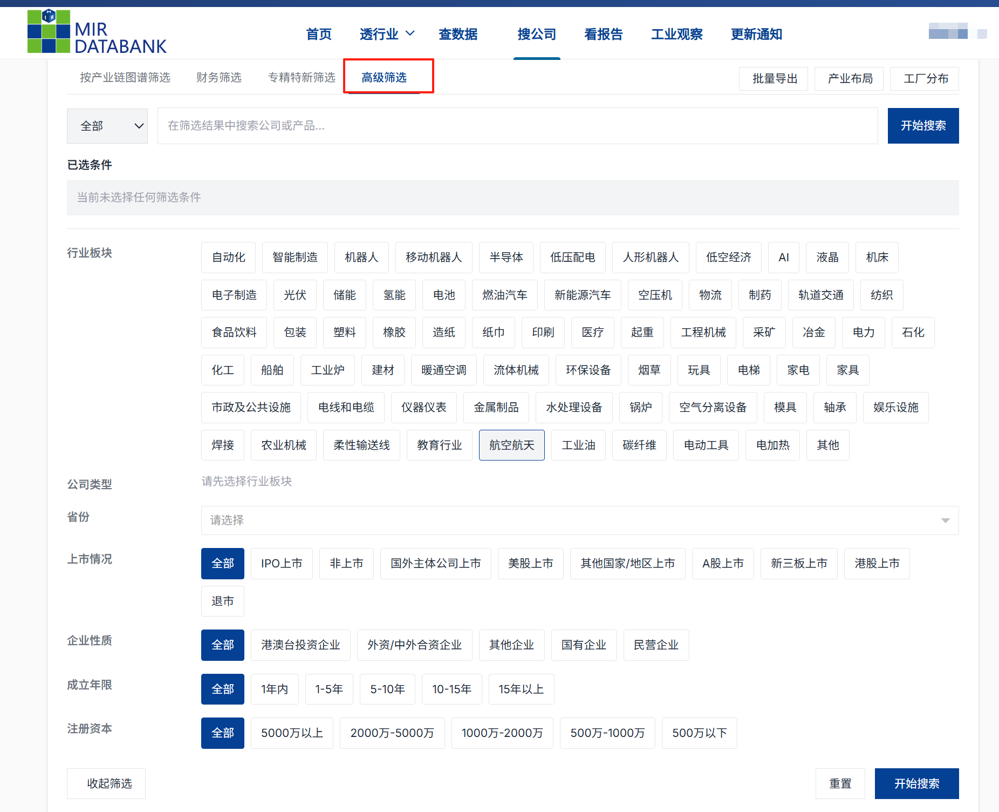 MIR
DATABANK
首页 透行业 查数据 搜公司 看报告 工业观察 更新通知
按产业链图谱筛选 财务筛选 专精特新筛选 高级筛选 批量导出 产业布局 工厂分布
全部 在筛选结果中搜索公司或产品... 开始搜索
已选条件
当前未选择任何筛选条件
行业板块 自动化 智能制造 机器人 移动机器人 半导体 低压配电 人形机器人 低空经济 AI 液晶 机床
电子制造 光伏 储能 氢能 电池 燃油汽车 新能源汽车 空压机 物流 制药 轨道交通 纺织
食品饮料 包装 塑料 橡胶 造纸 纸巾 印刷 医疗 起重 工程机械 采矿 冶金 电力 石化
化工 船舶 工业炉 建材 暖通空调 流体机械 环保设备 烟草 玩具 电梯 家电 家具
市政及公共设施 电线和电缆 仪器仪表 金属制品 水处理设备 锅炉 空气分离设备 模具 轴承 娱乐设施
焊接 农业机械 柔性输送线 教育行业 航空航天 工业油 碳纤维 电动工具 电加热 其他
公司类型 请先选择行业板块
省份 请选择
上市情况 全部 IPO上市 非上市 国外主体公司上市 美股上市 其他国家/地区上市 A股上市 新三板上市 港股上市
退市
企业性质 全部 港澳台投资企业 外资/中外合资企业 其他企业 国有企业 民营企业
成立年限 全部 1年内 1-5年 5-10年 10-15年 15年以上
注册资本 全部 5000万以上 2000万-5000万 1000万-2000万 500万-1000万 500万以下
收起筛选 重置 开始搜索